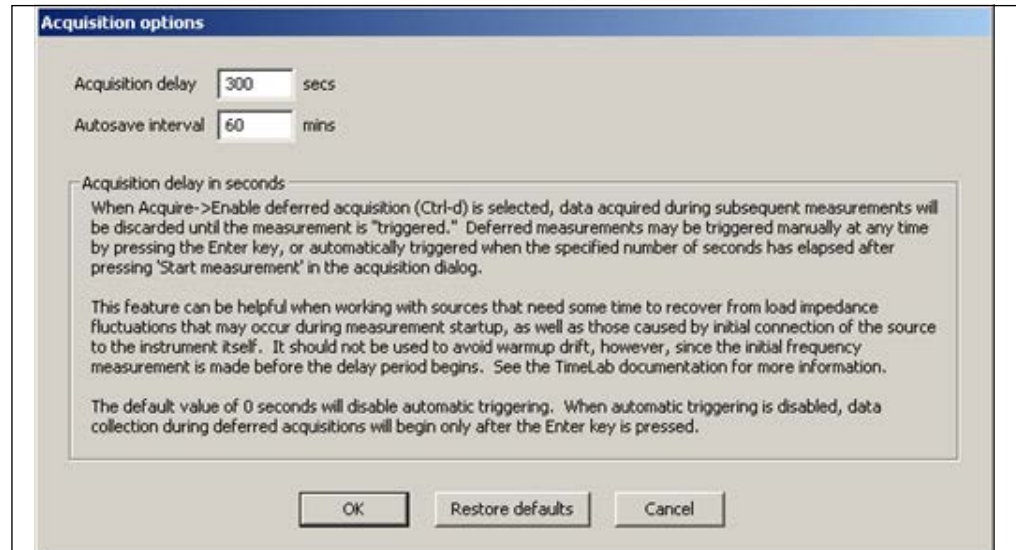 Acquisition options
Acquisition delay 300 secs
Autosave interval 60 mins
Acquisition delay in seconds
When Acquire->Enable deferred acquisition (Ctrl-d) is selected, data acquired during subsequent measurements will
be discarded until the measurement is "triggered." Deferred measurements may be triggered manually at any time
by pressing the Enter key, or automatically triggered when the specified number of seconds has elapsed after
pressing 'Start measurement' in the acquisition dialog.
This feature can be helpful when working with sources that need some time to recover from load impedance
fluctuations that may occur during measurement startup, as well as those caused by initial connection of the source
to the instrument itself. It should not be used to avoid warmup drift, however, since the initial frequency
measurement is made before the delay period begins. See the TimeLab documentation for more information.
The default value of 0 seconds will disable automatic triggering. When automatic triggering is disabled, data
collection during deferred acquisitions will begin only after the Enter key is pressed.
OK Restore defaults Cancel